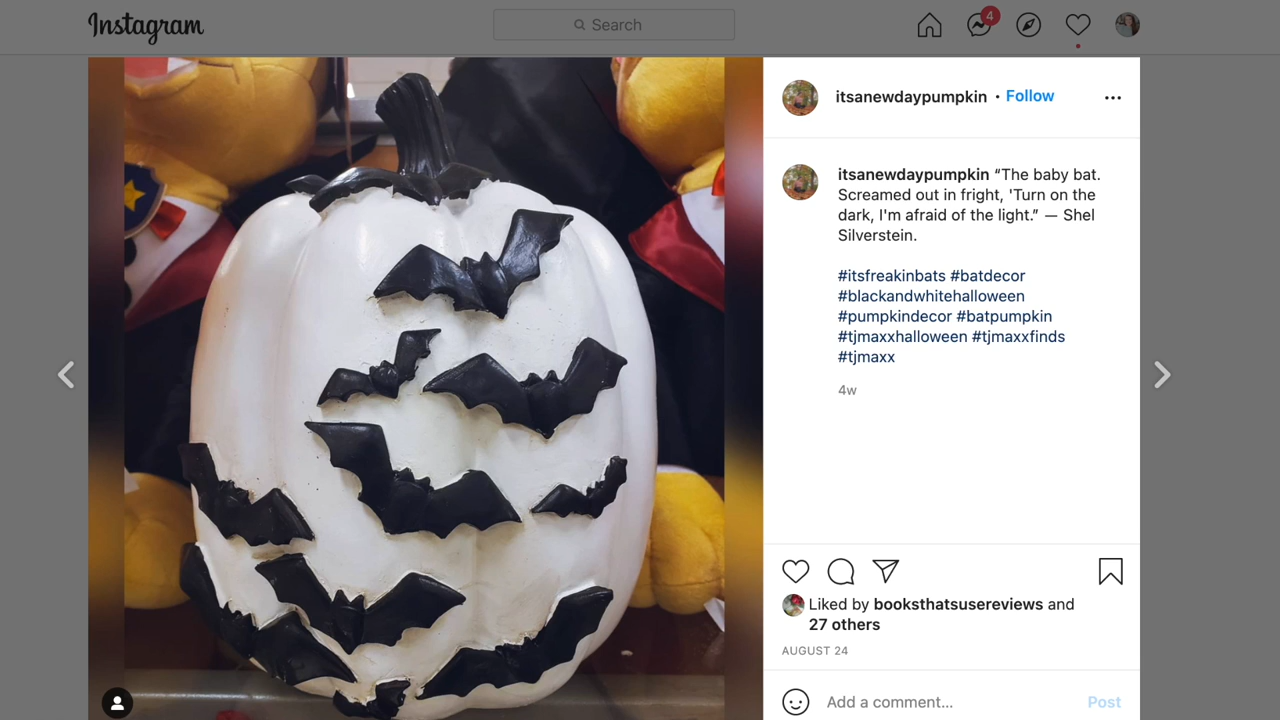 Instagram
Search
4
itsanewdaypumpkin • Follow
itsanewdaypumpkin “The baby bat.
Screamed out in fright, 'Turn on the
dark, I'm afraid of the light.” — Shel
Silverstein.
#itsfreakinbats #batdecor
#blackandwhitehalloween
#pumpkindecor #batpumpkin
#tjmaxxhalloween #tjmaxxfinds
#tjmaxx
4w
Liked by booksthatsusereviews and
27 others
AUGUST 24
Add a comment...
Post